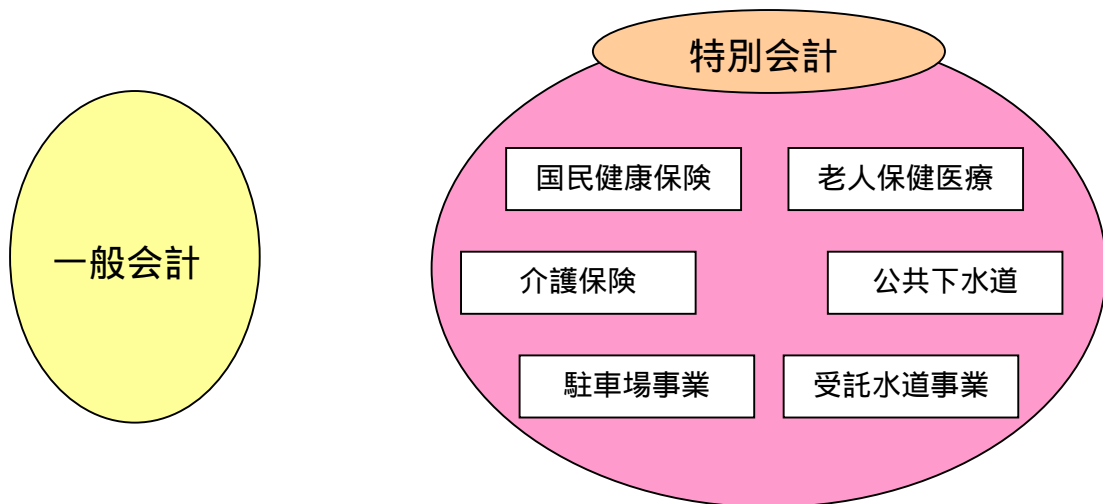 特別会計
国民健康保険
老人保健医療
一般会計
介護保険
公共下水道
駐車場事業
受託水道事業